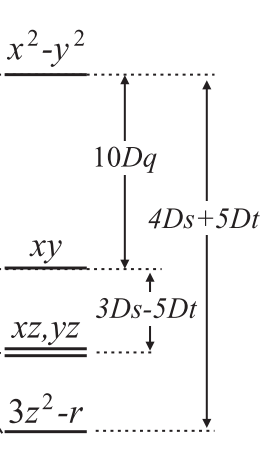 x²-y²
10Dq
4Ds+5Dt
xy
3Ds-5Dt
xz,yz
3z²-r